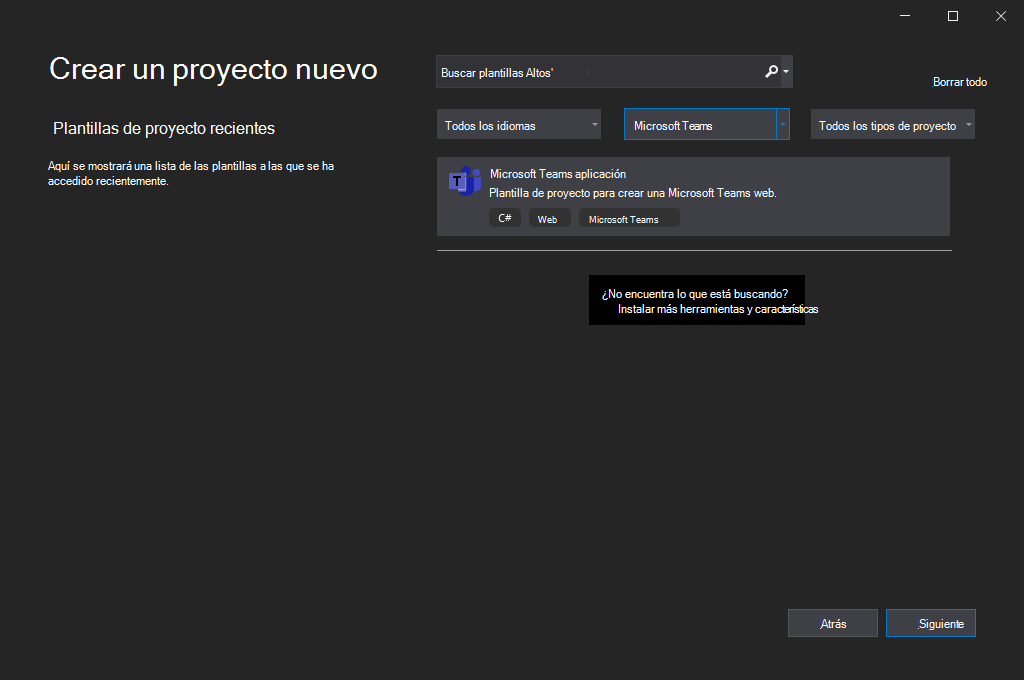 Crear un proyecto nuevo
Plantillas de proyecto recientes
Aquí se mostrará una lista de las plantillas a las que se ha
accedido recientemente.
Buscar plantillas Altos'
Borrar todo
Todos los idiomas
Microsoft Teams
Todos los tipos de proyecto
T
Microsoft Teams aplicación
Plantilla de proyecto para crear una Microsoft Teams web.
C#
Web
Microsoft Teams
¿No encuentra lo que está buscando?
Instalar más herramientas y características
Atrás
Siguiente